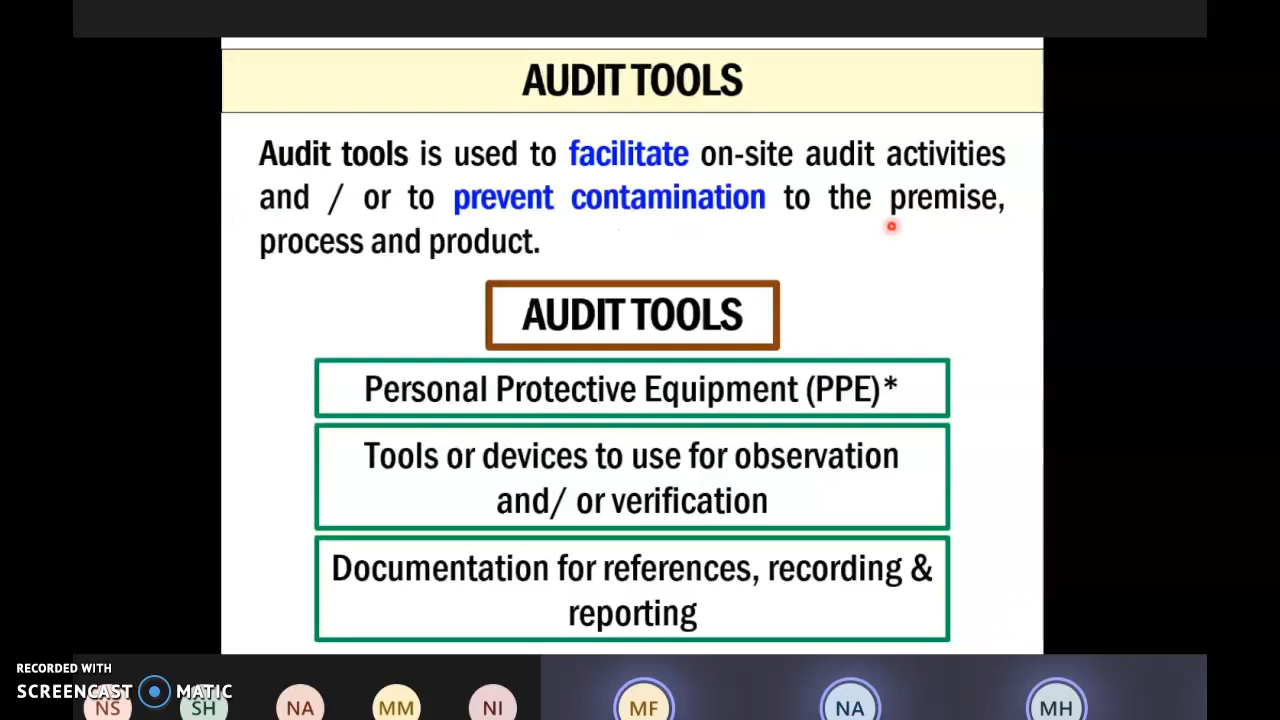 AUDIT TOOLS
Audit tools is used to facilitate on-site audit activities
and / or to prevent contamination to the premise,
process and product.
AUDIT TOOLS
Personal Protective Equipment (PPE)*
Tools or devices to use for observation
and/ or verification
Documentation for references, recording &
reporting
RECORDED WITH
SCREENCAST MATIC
NS SH NA MM NI MF NA MH